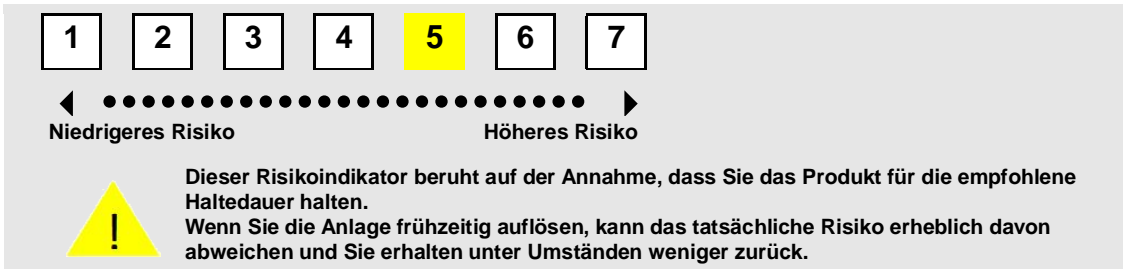 1 2 3 4 5 6 7
Niedrigeres Risiko Höheres Risiko
Dieser Risikoindikator beruht auf der Annahme, dass Sie das Produkt für die empfohlene
Haltedauer halten.
Wenn Sie die Anlage frühzeitig auflösen, kann das tatsächliche Risiko erheblich davon
abweichen und Sie erhalten unter Umständen weniger zurück.
!